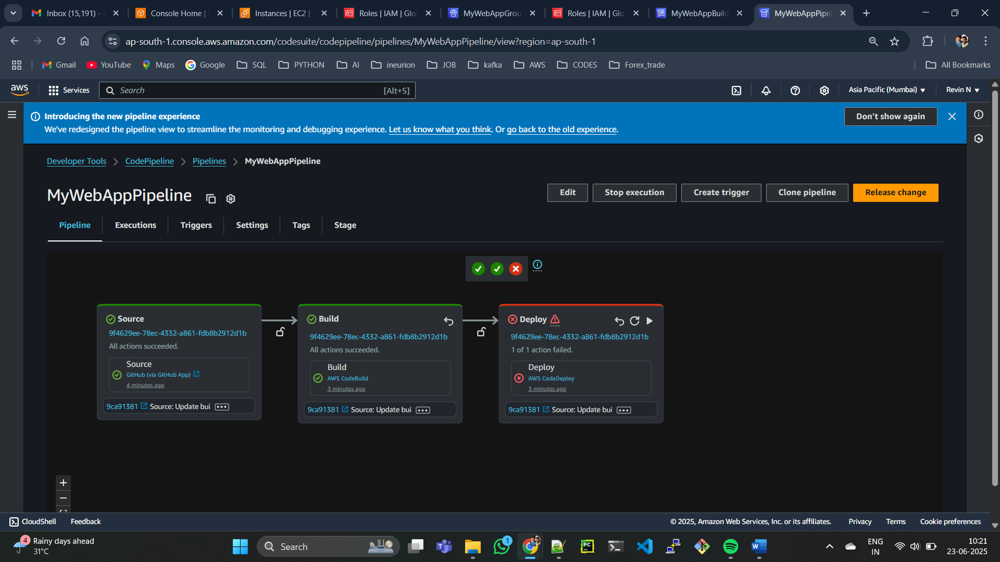 Inbox (15,191) -
Console Home |
Instances | EC2 |
Roles | IAM | Glo
MyWebAppGrou
Roles | IAM | Glo
MyWebAppBuild
MyWebAppPipel
ap-south-1.console.aws.amazon.com/codesuite/codepipeline/pipelines/MyWebAppPipeline/view?region=ap-south-1
Gmail
YouTube
Maps
Google
SQL
PYTHON
AI
ineurion
JOB
kafka
AWS
CODES
Forex_trade
All Bookmarks
aws
Services
Search
[Alt+S]
Asia Pacific (Mumbai)
Revin N
Introducing the new pipeline experience
We've redesigned the pipeline view to streamline the monitoring and debugging experience. Let us know what you think. Or go back to the old experience.
Don't show again
Developer Tools
CodePipeline
Pipelines
MyWebAppPipeline
MyWebAppPipeline
Edit
Stop execution
Create trigger
Clone pipeline
Release change
Pipeline
Executions
Triggers
Settings
Tags
Stage
Source
9f4629ee-78ec-4332-a861-fdb8b2912d1b
All actions succeeded.
Source
GitHub (via GitHub App)
4 minutes ago
9ca91381 Source: Update bui
Build
9f4629ee-78ec-4332-a861-fdb8b2912d1b
All actions succeeded.
Build
AWS CodeBuild
3 minutes ago
9ca91381 Source: Update bui
Deploy
9f4629ee-78ec-4332-a861-fdb8b2912d1b
1 of 1 action failed.
Deploy
AWS CodeDeploy
3 minutes ago
9ca91381 Source: Update bui
CloudShell
Feedback
© 2025, Amazon Web Services, Inc. or its affiliates.
Privacy
Terms
Cookie preferences
4
Rainy days ahead
31°C
Search
1
PC
W
ENG
IN
10:21
23-06-2025